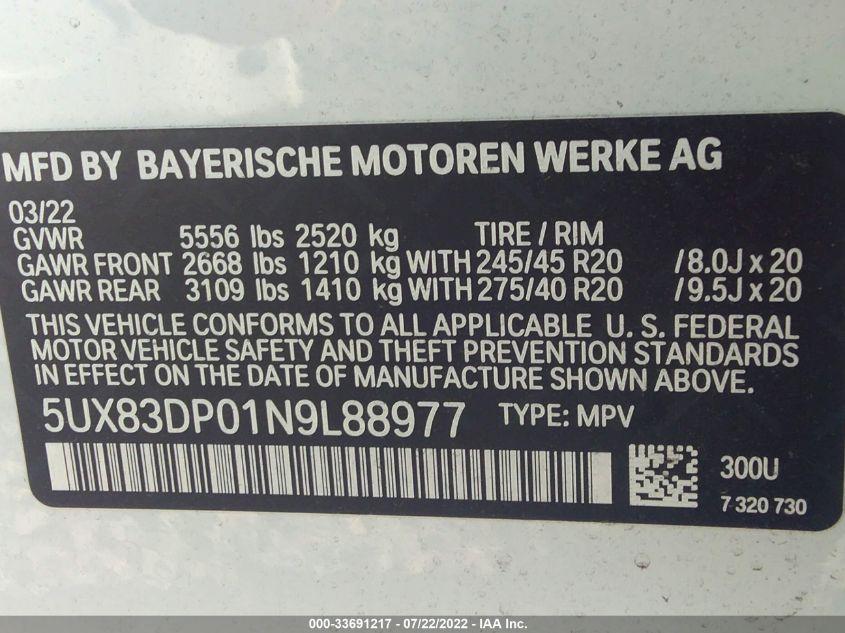 MFD BY BAYERISCHE MOTOREN WERKE AG
03/22
GVWR 5556 lbs 2520 kg TIRE / RIM
GAWR FRONT 2668 lbs 1210 kg WITH 245/45 R20 /8.0J x 20
GAWR REAR 3109 lbs 1410 kg WITH 275/40 R20 /9.5J x 20
THIS VEHICLE CONFORMS TO ALL APPLICABLE U. S. FEDERAL
MOTOR VEHICLE SAFETY AND THEFT PREVENTION STANDARDS
IN EFFECT ON THE DATE OF MANUFACTURE SHOWN ABOVE.
5UX83DP01N9L88977 TYPE: MPV
300U
7 320 730
000-33691217 - 07/22/2022 - IAA Inc.